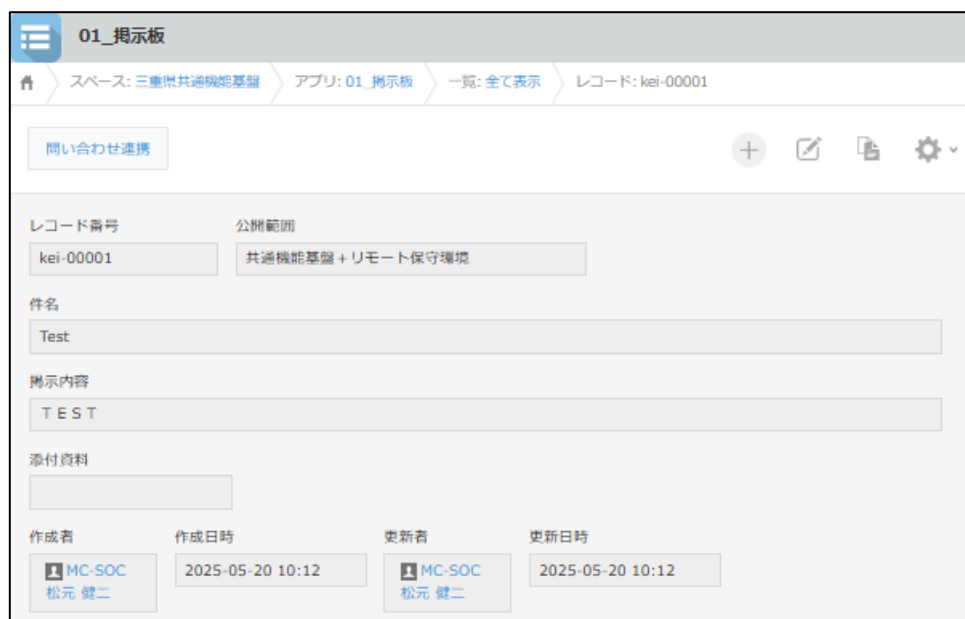 01_掲示板
スペース: 三重県共通機能基盤 アプリ: 01_掲示板 一覧: 全て表示 レコード: kei-00001
問い合わせ連携
レコード番号 公開範囲
kei-00001 共通機能基盤＋リモート保守環境
件名
Test
掲示内容
ＴＥＳＴ
添付資料
作成者 作成日時 更新者 更新日時
MC-SOC 2025-05-20 10:12 MC-SOC 2025-05-20 10:12
松元 健二 松元 健二